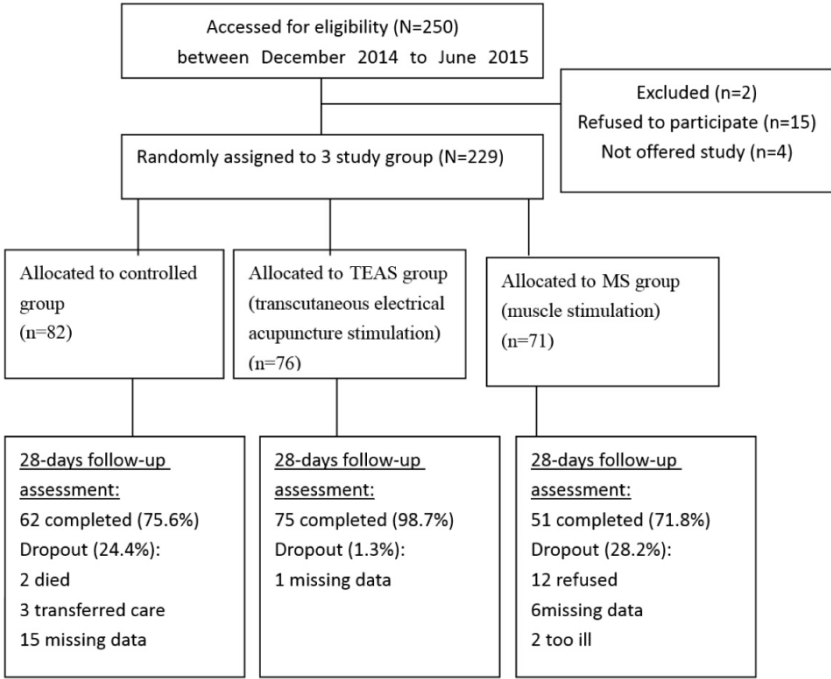 Accessed for eligibility (N=250)
between December 2014 to June 2015
Excluded (n=2)
Refused to participate (n=15)
Not offered study (n=4)
Randomly assigned to 3 study group (N=229)
Allocated to controlled
group
(n=82)
Allocated to TEAS group
(transcutaneous electrical
acupuncture stimulation)
(n=76)
Allocated to MS group
(muscle stimulation)
(n=71)
28-days follow-up
assessment:
62 completed (75.6%)
Dropout (24.4%):
2 died
3 transferred care
15 missing data
28-days follow-up
assessment:
75 completed (98.7%)
Dropout (1.3%):
1 missing data
28-days follow-up
assessment:
51 completed (71.8%)
Dropout (28.2%):
12 refused
6missing data
2 too ill